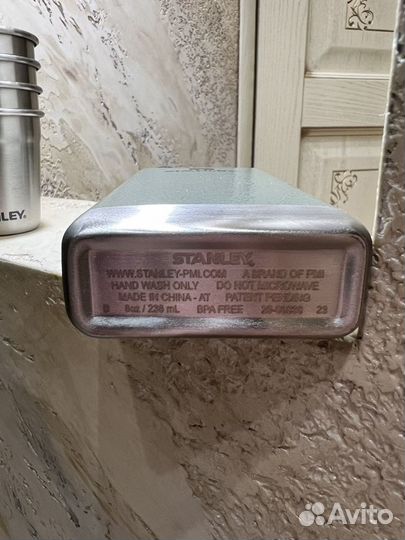 NLEY.
STANLEY.
WWW.STANLEY-PMI.COM A BRAND OF PMI
HAND WASH ONLY DO NOT MICROWAVE
MADE IN CHINA - AT PATENT PENDING
8oz / 236 mL BPA FREE 23
Avito